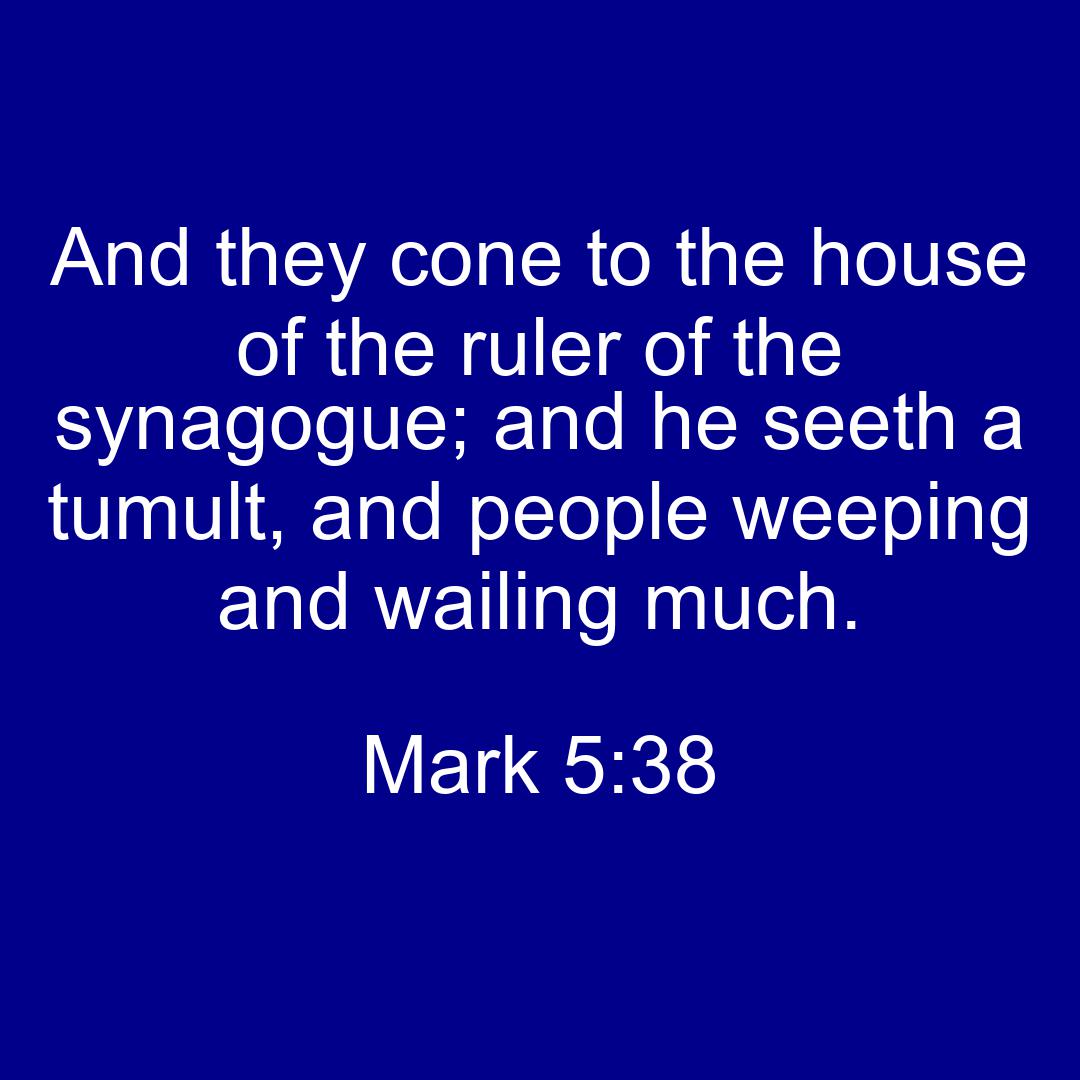 And they cone to the house
of the ruler of the
synagogue; and he seeth a
tumult, and people weeping
and wailing much.
Mark 5:38